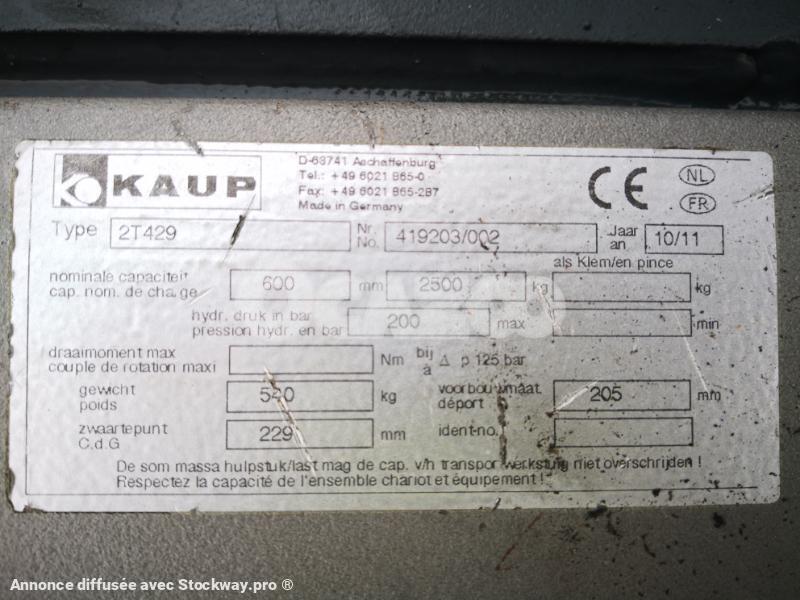 KAUP
D-63741 Aschaffenburg
Tel.: +49 6021 865-0
Fax: +49 6021 865-287
Made in Germany
CE
NL
FR
Type 2T429 Nr. No. 419203/002 Jaar an 10/11
als Klem/en pince
nominale capaciteit
cap. nom. de charge 600 mm 2500 kg kg
hydr. druk in bar
pression hydr. en bar 200 max min
draaimoment max
couple de rotation maxi Nm bij à Δ p 125 bar
gewicht
poids 540 kg voorbouwmaat. déport 205 mm
zwaartepunt
C.d.G 229 mm ident-no.
De som massa hulpstuk/last mag de cap. v/h transportwerkstuig niet overschrijden !
Respectez la capacité de l'ensemble chariot et équipement !
Annonce diffusée avec Stockway.pro ®